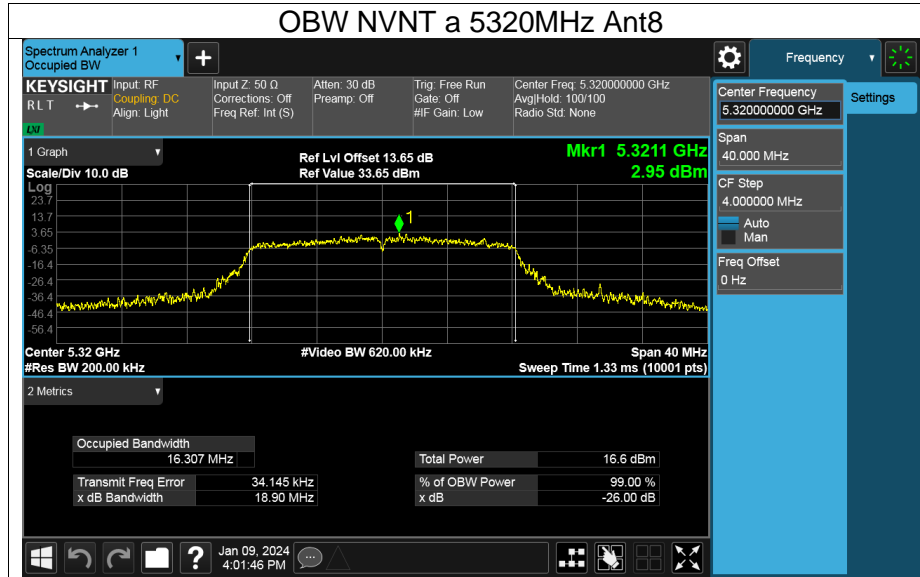 OBW NVNT a 5320MHz Ant8
Spectrum Analyzer 1
Occupied BW
+
Frequency
KEYSIGHT
R L T
LXI
Input: RF
Coupling: DC
Align: Light
Input Z: 50 Ω
Corrections: Off
Freq Ref: Int (S)
Atten: 30 dB
Preamp: Off
Trig: Free Run
Gate: Off
#IF Gain: Low
Center Freq: 5.320000000 GHz
Avg|Hold: 100/100
Radio Std: None
Center Frequency
5.320000000 GHz
Settings
Span
40.000 MHz
CF Step
4.000000 MHz
Auto
Man
Freq Offset
0 Hz
1 Graph
Scale/Div 10.0 dB
Ref Lvl Offset 13.65 dB
Ref Value 33.65 dBm
Mkr1 5.3211 GHz
2.95 dBm
Log
23.7
13.7
3.65
-6.35
-16.4
-26.4
-36.4
-46.4
-56.4
1
Center 5.32 GHz
#Res BW 200.00 kHz
#Video BW 620.00 kHz
Span 40 MHz
Sweep Time 1.33 ms (10001 pts)
2 Metrics
Occupied Bandwidth
16.307 MHz
Total Power 16.6 dBm
Transmit Freq Error 34.145 kHz
% of OBW Power 99.00 %
x dB Bandwidth 18.90 MHz
x dB -26.00 dB
?
Jan 09, 2024
4:01:46 PM